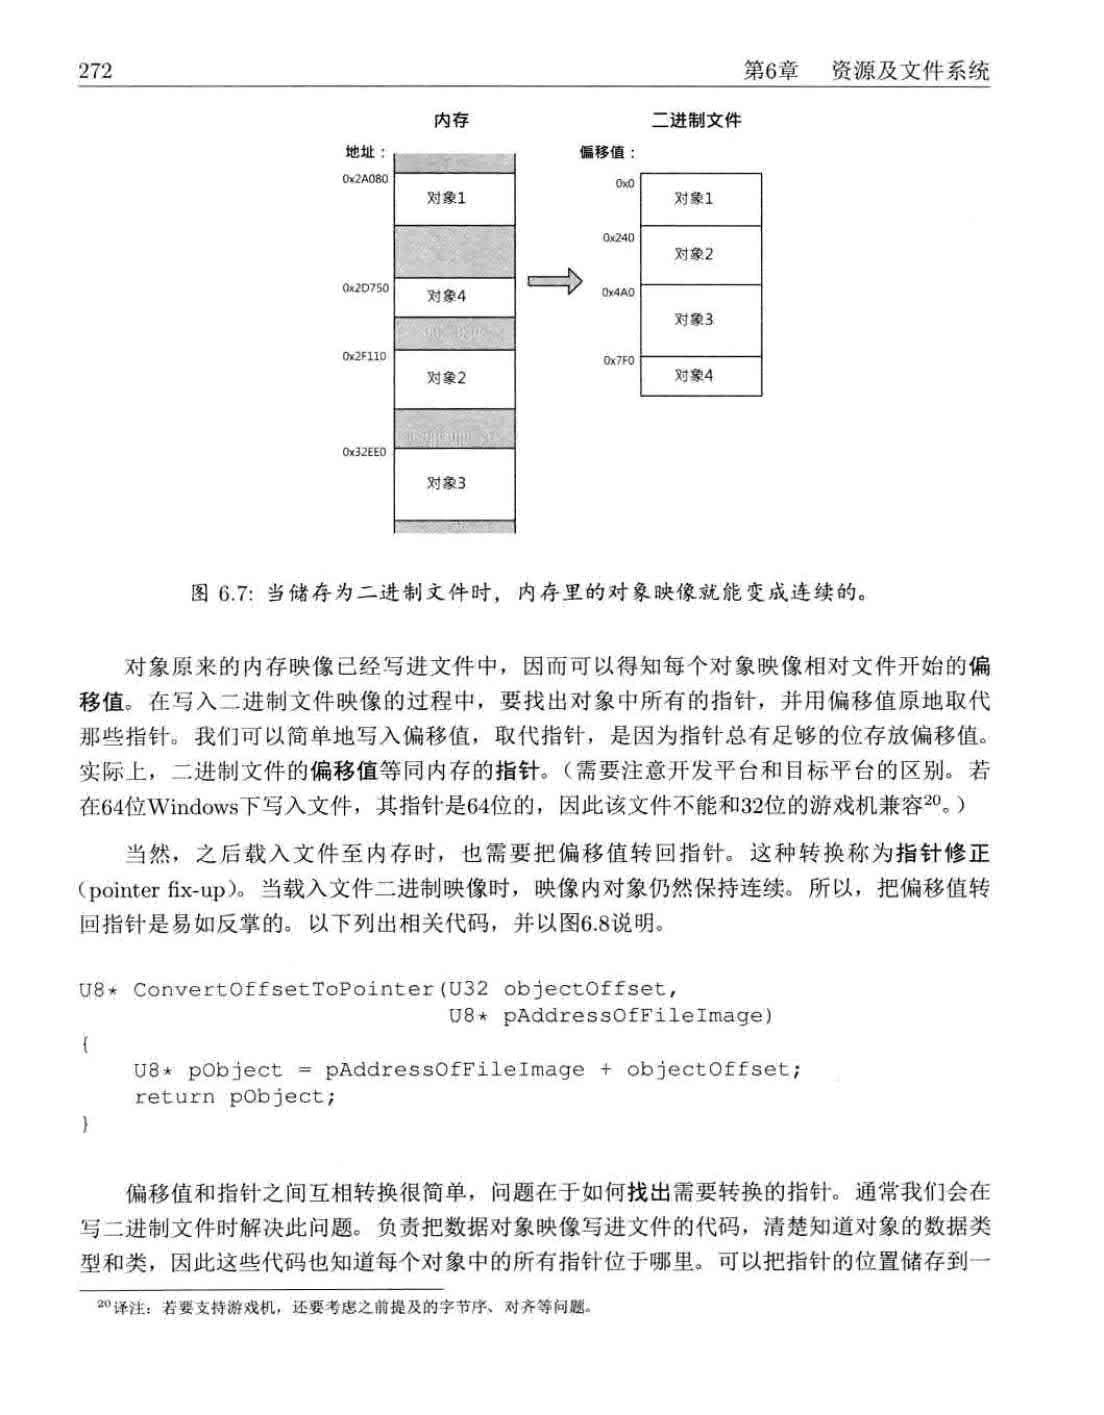 272
第6章 资源及文件系统
内存
二进制文件
地址：
偏移值：
0x2A080
对象1
0x2D750
对象4
0x2F110
对象2
0x32EE0
对象3
0x0
对象1
0x240
对象2
0x4A0
对象3
0x7F0
对象4
图 6.7: 当储存为二进制文件时，内存里的对象映像就能变成连续的。
对象原来的内存映像已经写进文件中，因而可以得知每个对象映像相对文件开始的偏
移值。在写入二进制文件映像的过程中，要找出对象中所有的指针，并用偏移值原地取代
那些指针。我们可以简单地写入偏移值，取代指针，是因为指针总有足够的位存放偏移值。
实际上，二进制文件的偏移值等同内存的指针。（需要注意开发平台和目标平台的区别。若
在64位Windows下写入文件，其指针是64位的，因此该文件不能和32位的游戏机兼容20。）
当然，之后载入文件至内存时，也需要把偏移值转回指针。这种转换称为指针修正
（pointer fix-up）。当载入文件二进制映像时，映像内对象仍然保持连续。所以，把偏移值转
回指针是易如反掌的。以下列出相关代码，并以图6.8说明。
U8* ConvertOffsetToPointer(U32 objectOffset,
U8* pAddressOfFileImage)
{
U8* pObject = pAddressOfFileImage + objectOffset;
return pObject;
}
偏移值和指针之间互相转换很简单，问题在于如何找出需要转换的指针。通常我们会在
写二进制文件时解决此问题。负责把数据对象映像写进文件的代码，清楚知道对象的数据类
型和类，因此这些代码也知道每个对象中的所有指针位于哪里。可以把指针的位置储存到一
20译注：若要支持游戏机，还要考虑之前提及的字节序、对齐等问题。